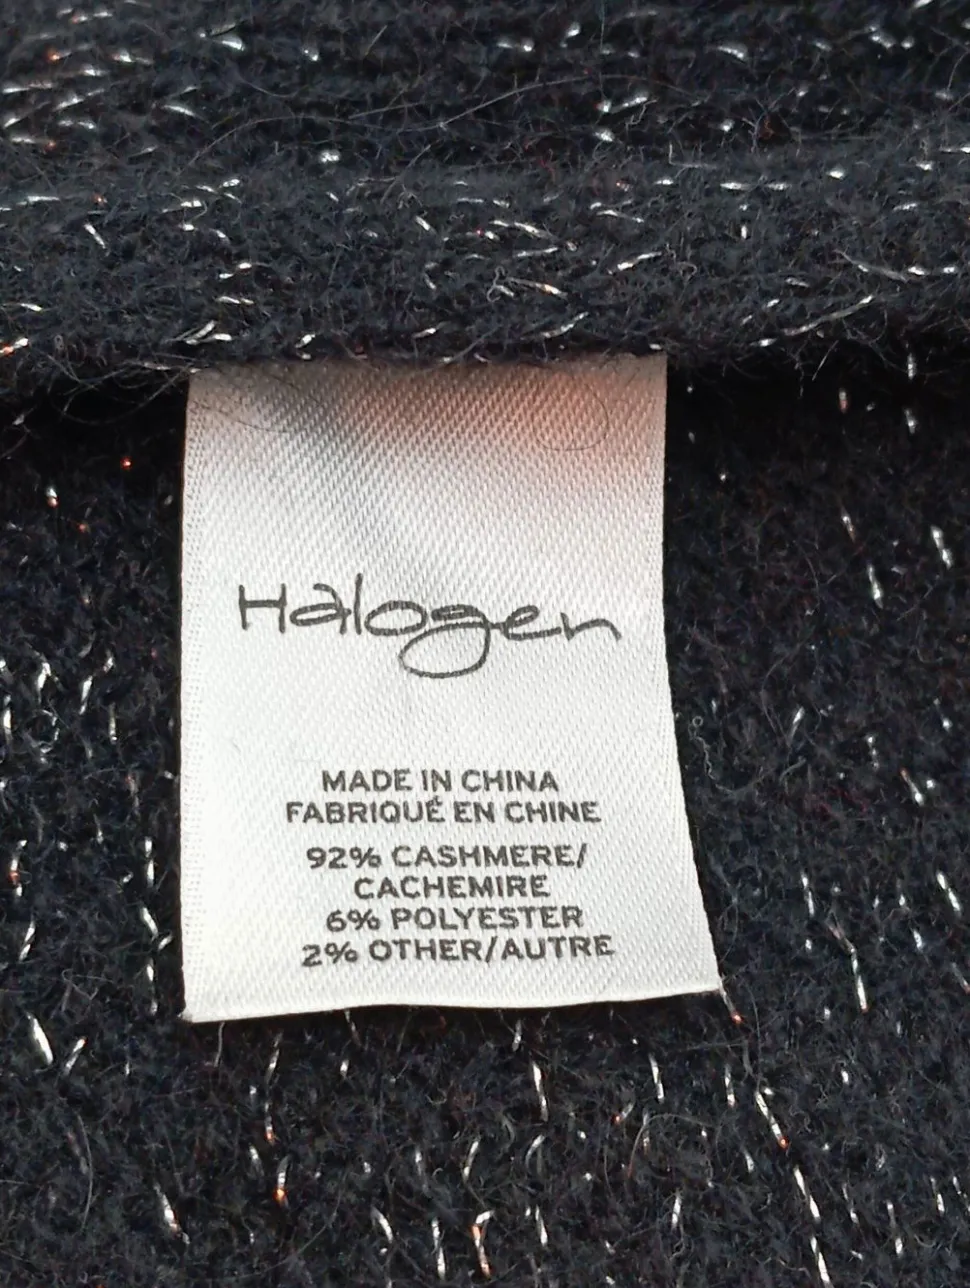 Halogen
MADE IN CHINA
FABRIQUÉ EN CHINE
92% CASHMERE/
CACHEMIRE
6% POLYESTER
2% OTHER/AUTRE